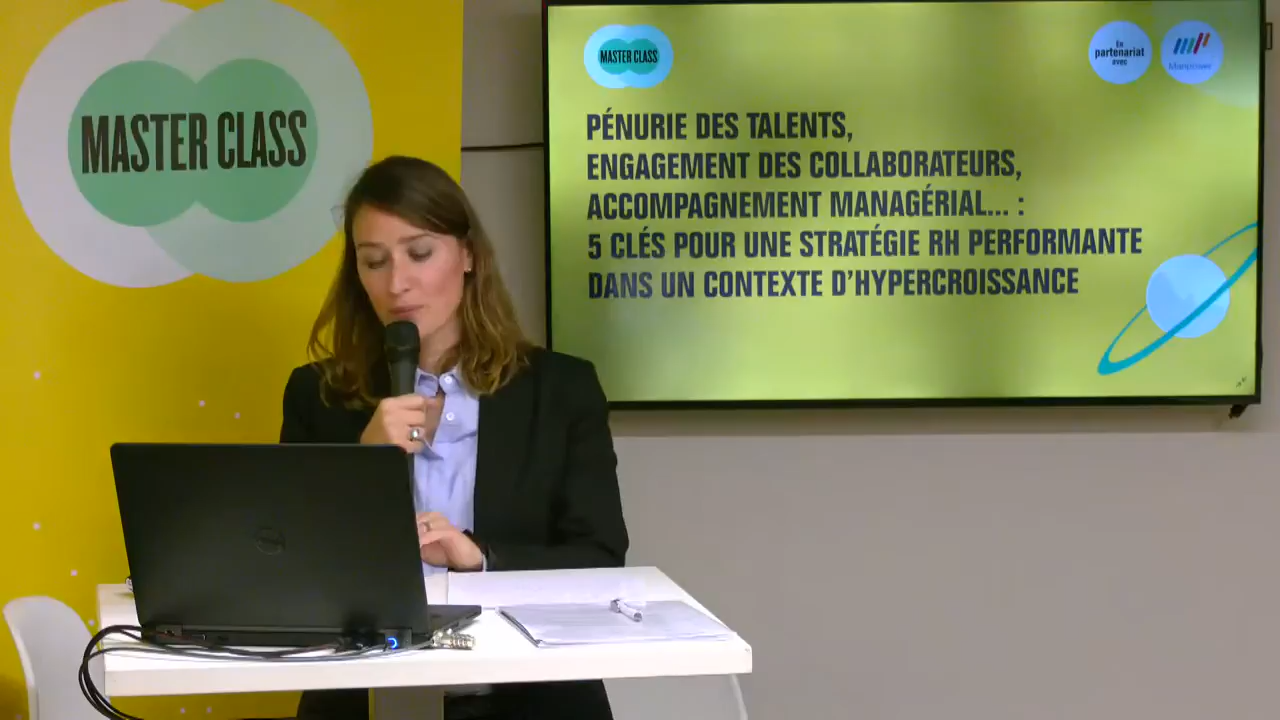 MASTER CLASS
MASTER CLASS
En
partenariat
avec
Manpower
PÉNURIE DES TALENTS,
ENGAGEMENT DES COLLABORATEURS,
ACCOMPAGNEMENT MANAGÉRIAL... :
5 CLÉS POUR UNE STRATÉGIE RH PERFORMANTE
DANS UN CONTEXTE D'HYPERCROISSANCE